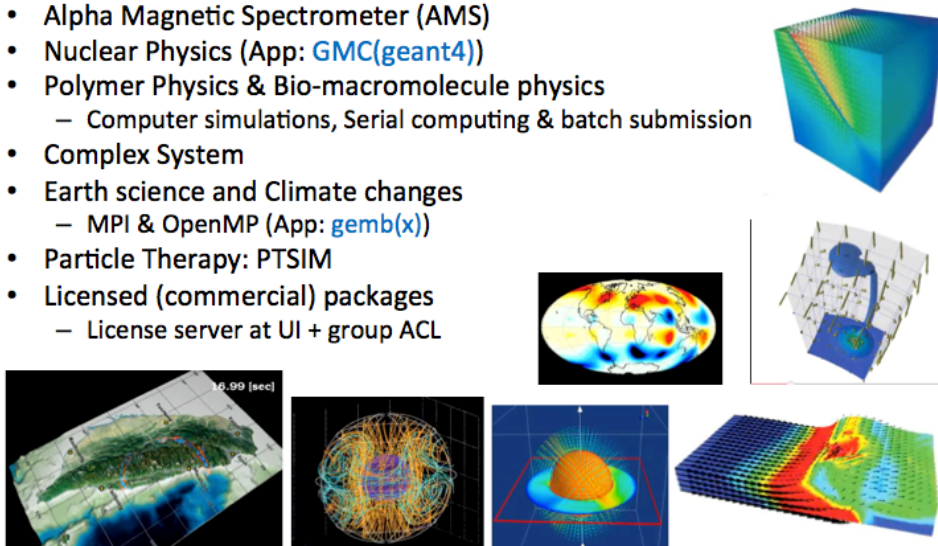 • Alpha Magnetic Spectrometer (AMS)
• Nuclear Physics (App: GMC(geant4))
• Polymer Physics & Bio-macromolecule physics
– Computer simulations, Serial computing & batch submission
• Complex System
• Earth science and Climate changes
– MPI & OpenMP (App: gemb(x))
• Particle Therapy: PTSIM
• Licensed (commercial) packages
– License server at UI + group ACL
16.99 [sec]